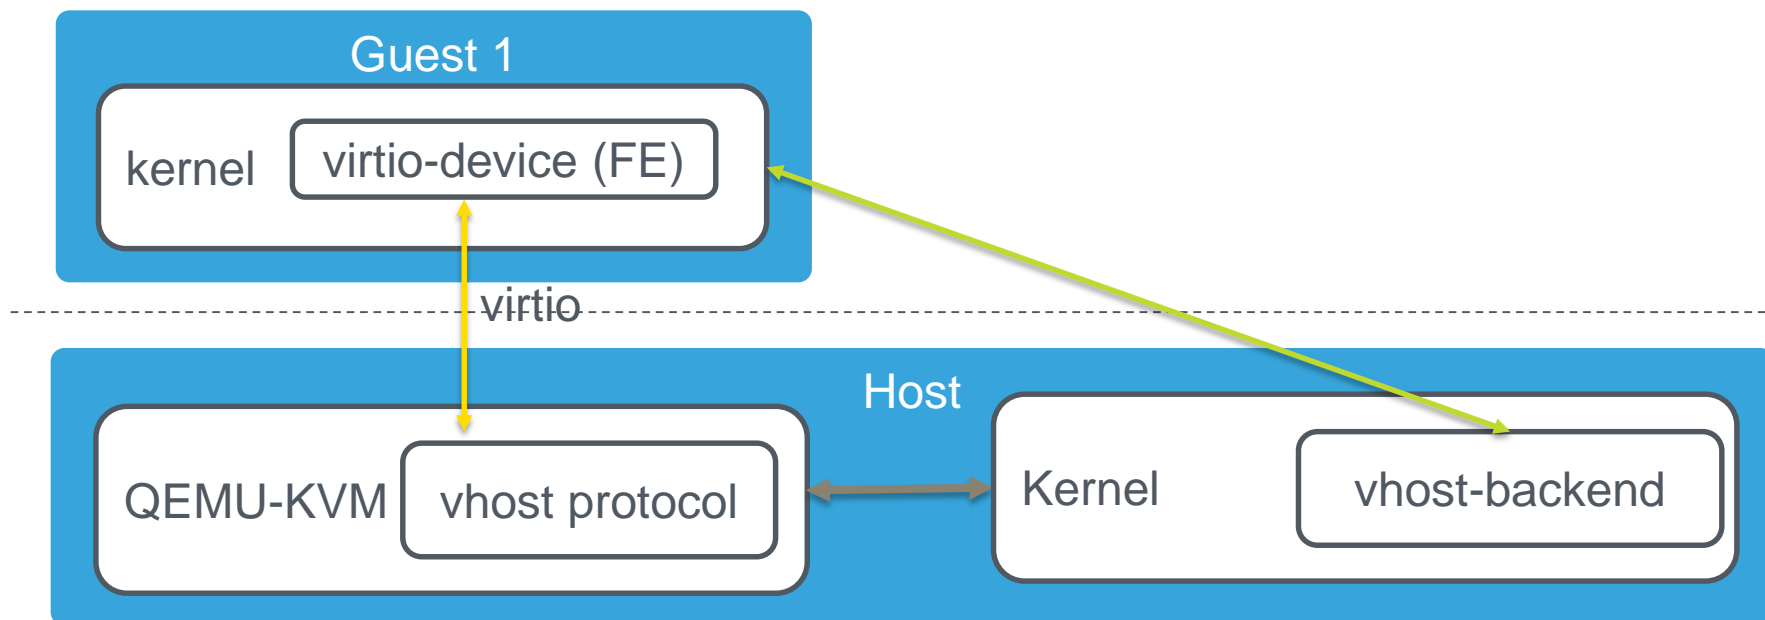 Guest 1
kernel
virtio-device (FE)
virtio
Host
QEMU-KVM
vhost protocol
Kernel
vhost-backend